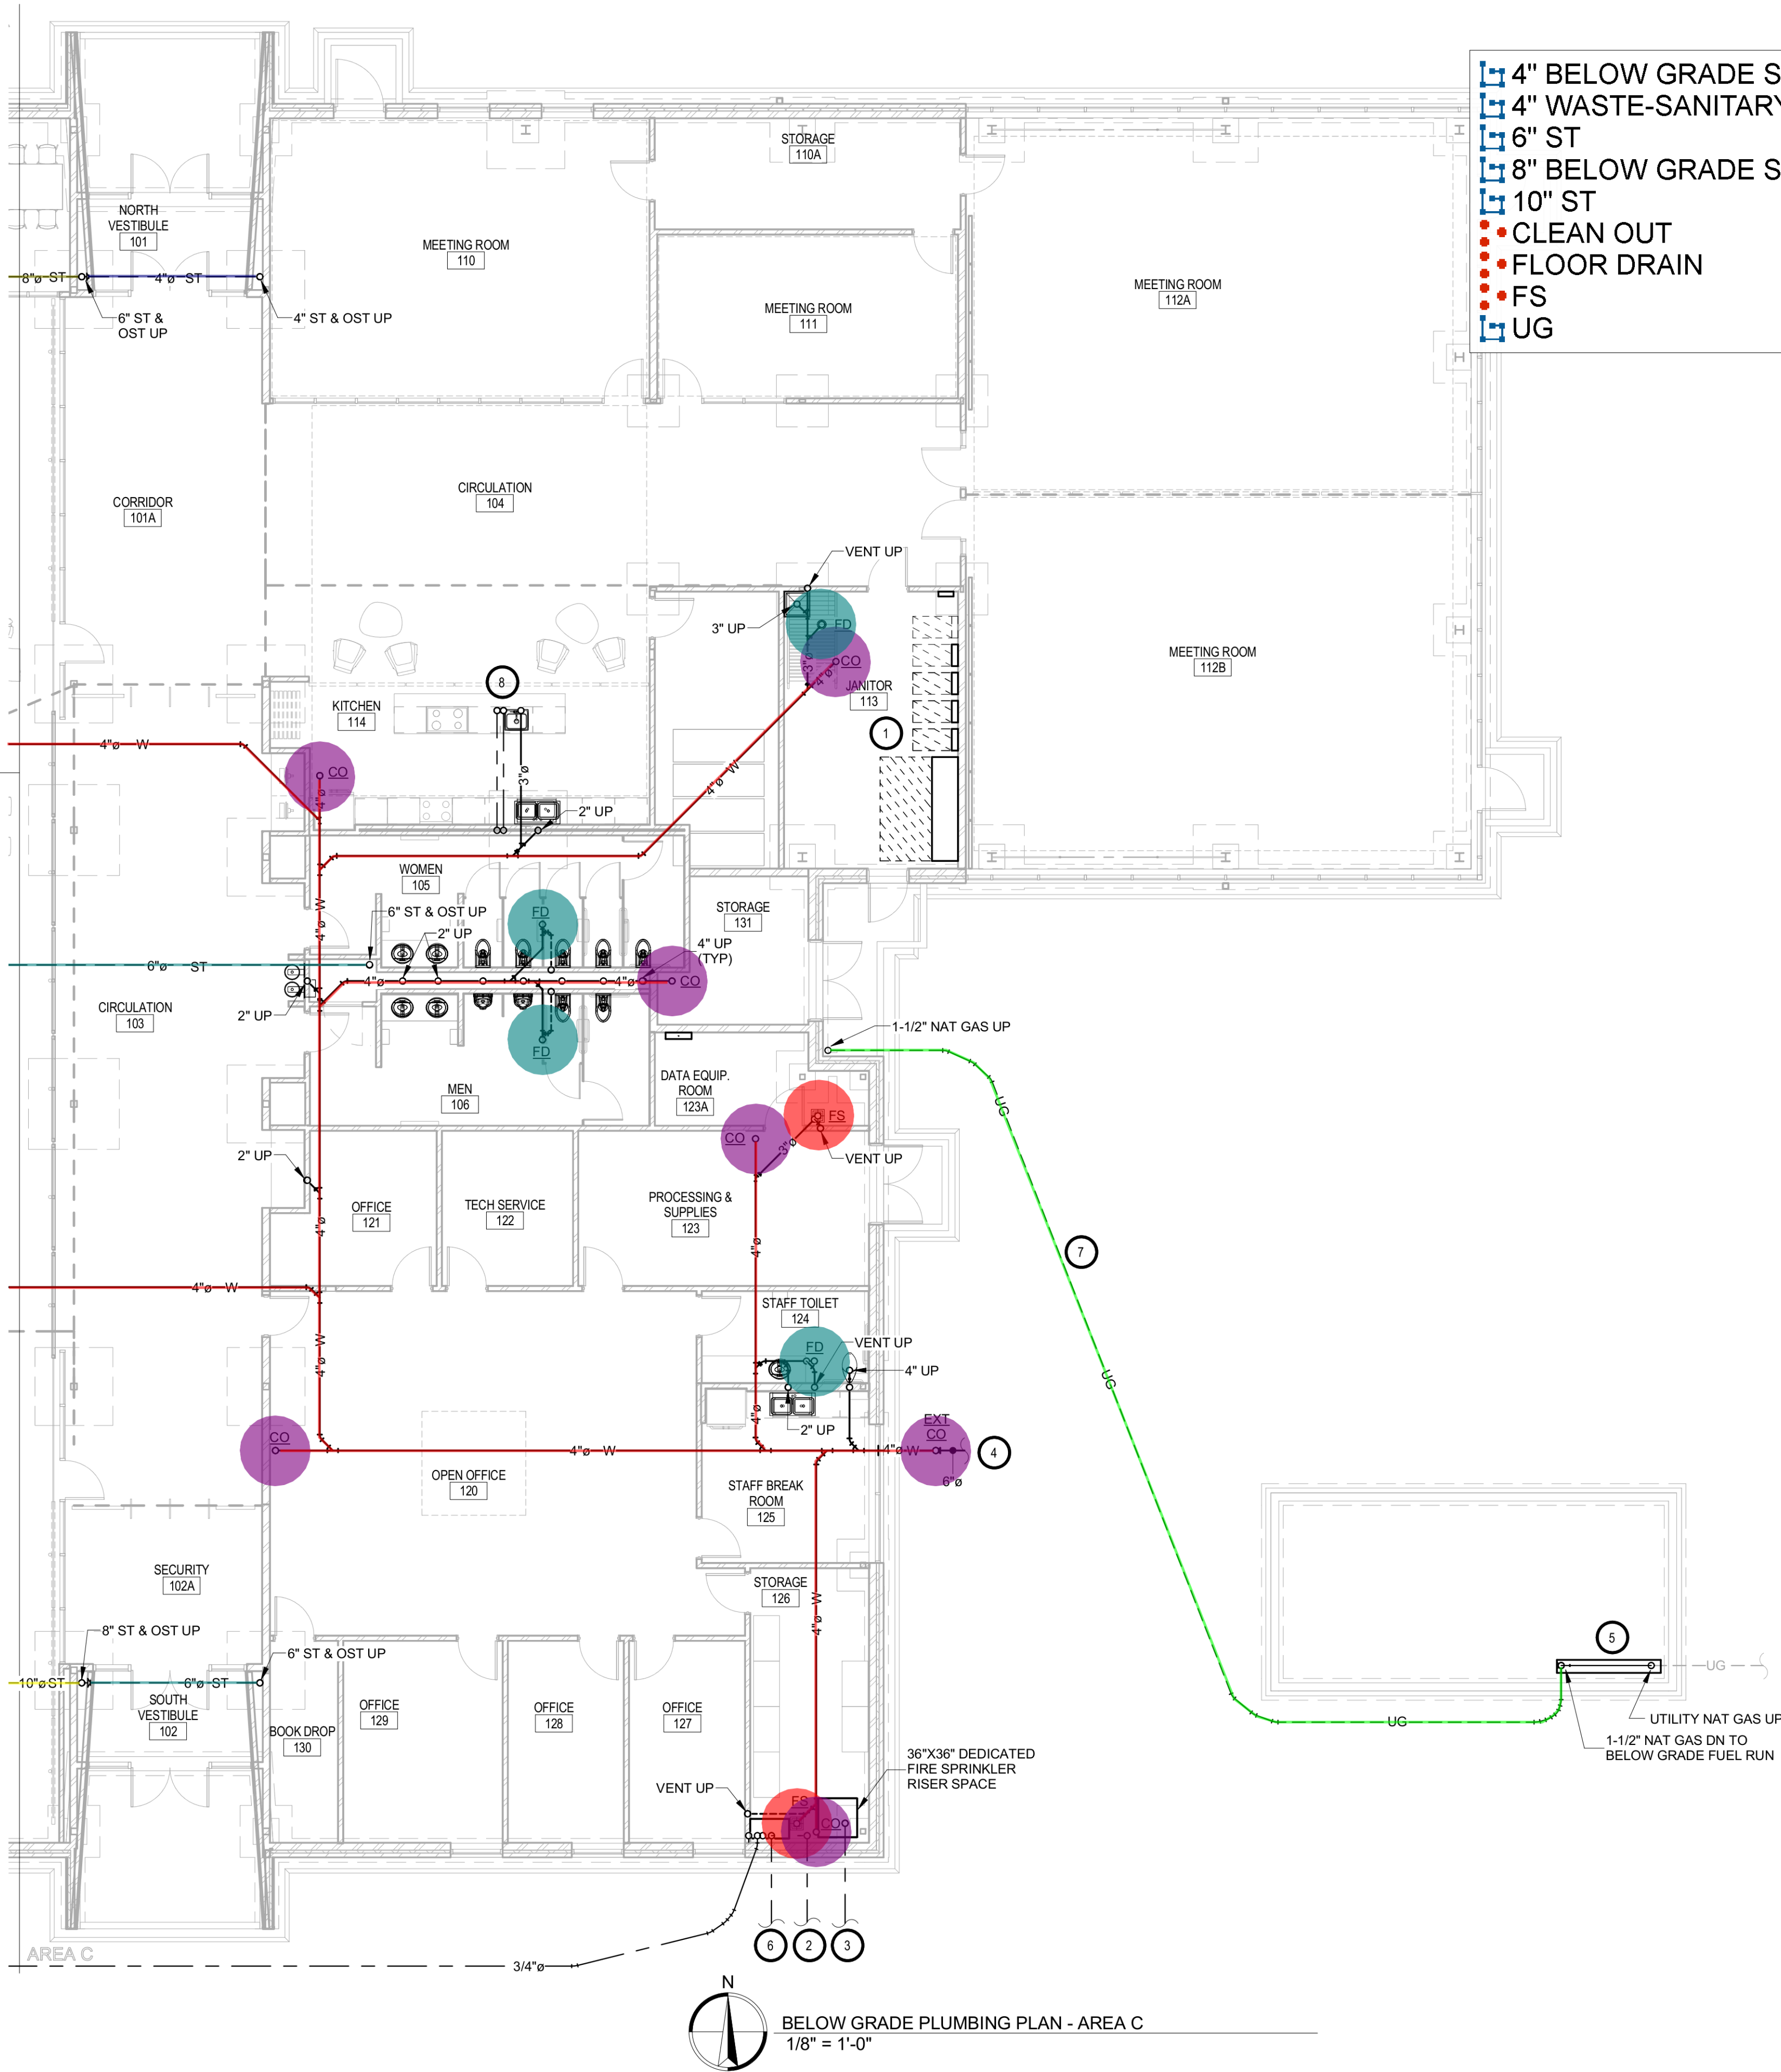 4" BELOW GRADE S
4" WASTE-SANITARY
6" ST
8" BELOW GRADE S
10" ST
CLEAN OUT
FLOOR DRAIN
FS
UG
STORAGE
110A
NORTH
VESTIBULE
101
MEETING ROOM
110
8"ø ST
4"ø ST
6" ST &
OST UP
4" ST & OST UP
MEETING ROOM
111
MEETING ROOM
112A
CORRIDOR
101A
CIRCULATION
104
VENT UP
3" UP
FD
3"ø
CO
4"ø
JANITOR
113
MEETING ROOM
112B
8
KITCHEN
114
1
4"ø W
CO
4"ø
3"ø
4"ø W
2" UP
WOMEN
105
4"ø W
6" ST & OST UP
2" UP
FD
STORAGE
131
4" UP
(TYP)
6"ø ST
4"ø
4"ø
CO
CIRCULATION
103
2" UP
FD
1-1/2" NAT GAS UP
DATA EQUIP.
ROOM
123A
MEN
106
UG
FS
CO
3"ø
VENT UP
2" UP
OFFICE
121
TECH SERVICE
122
PROCESSING &
SUPPLIES
123
4"ø
4"ø
7
4"ø W
STAFF TOILET
124
4"ø W
FD
VENT UP
4" UP
UG
4"ø
2" UP
CO
EXT
CO
4"ø W
4"ø W
4
6"ø
OPEN OFFICE
120
STAFF BREAK
ROOM
125
SECURITY
102A
STORAGE
126
4"ø W
8" ST & OST UP
6" ST & OST UP
5
UG
10"ø ST
6"ø ST
SOUTH
VESTIBULE
102
BOOK DROP
130
OFFICE
129
OFFICE
128
OFFICE
127
UG
UTILITY NAT GAS UP
1-1/2" NAT GAS DN TO
BELOW GRADE FUEL RUN
36"X36" DEDICATED
FIRE SPRINKLER
RISER SPACE
VENT UP
FS
CO
6
2
3
AREA C
3/4"ø
N
BELOW GRADE PLUMBING PLAN - AREA C
1/8" = 1'-0"